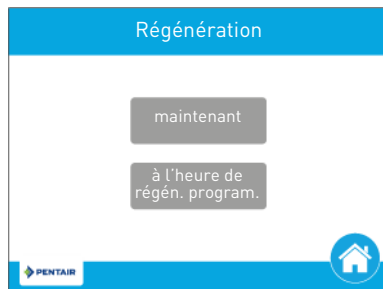 Régénération
maintenant
à l'heure de
régén. program.
PENTAIR